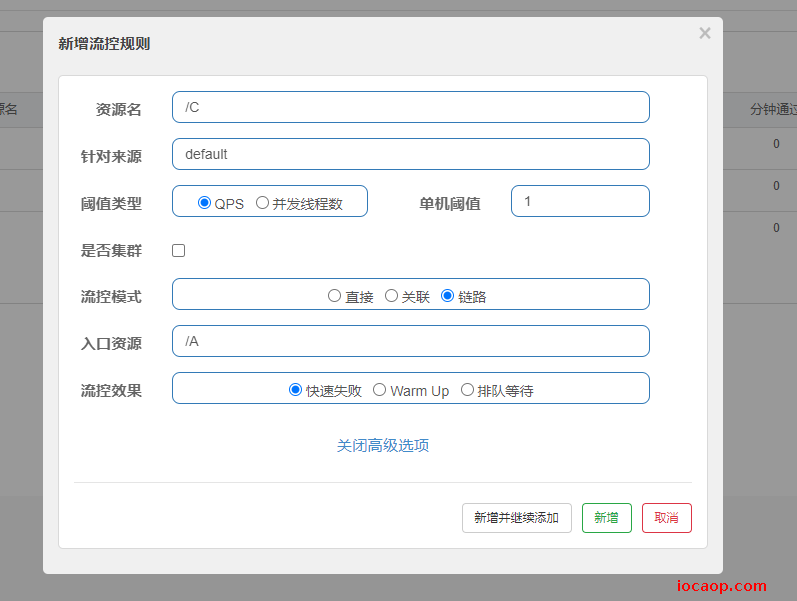 新增流控规则 ×
源名
分钟通过
资源名 /C
0
针对来源 default
0
阈值类型 QPS 并发线程数 单机阈值 1
0
是否集群
流控模式 直接 关联 链路
入口资源 /A
流控效果 快速失败 Warm Up 排队等待
关闭高级选项
新增并继续添加 新增 取消
iocaop.com